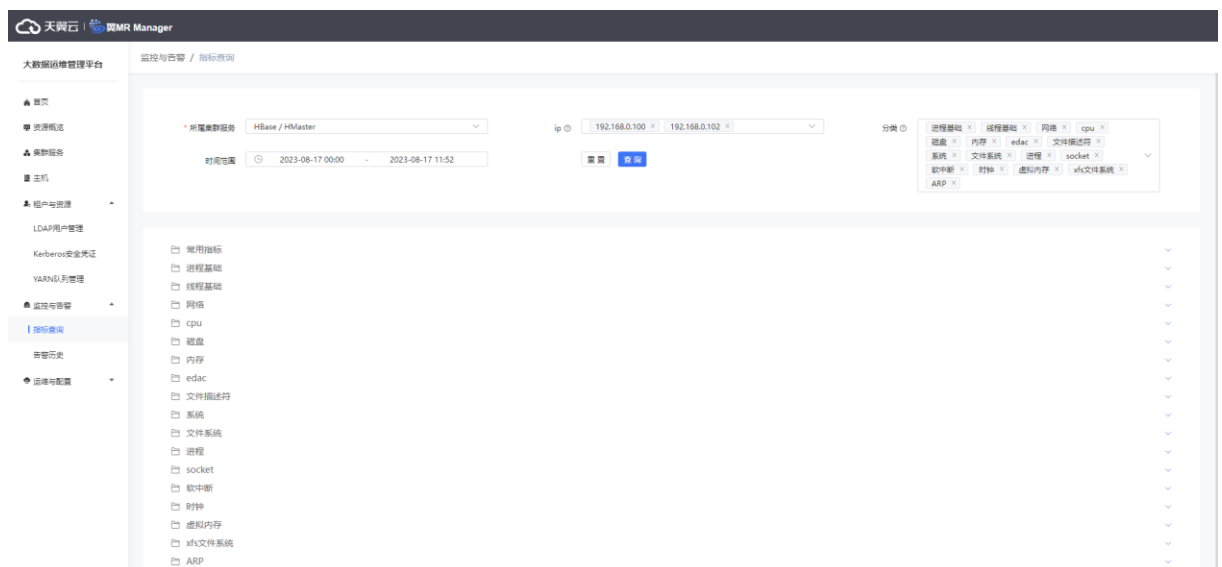 天翼云 翼MR Manager
大数据运维管理平台
监控与告警 / 指标查询
首页
资源概览
集群服务
主机
租户与资源
LDAP用户管理
Kerberos安全凭证
YARN队列管理
监控与告警
指标查询
告警历史
运维与配置
* 所属集群服务 HBase / HMaster
ip 192.168.0.100 × 192.168.0.102 ×
分类 进程基础 × 线程基础 × 网络 × cpu ×
磁盘 × 内存 × edac × 文件描述符 ×
系统 × 文件系统 × 进程 × socket ×
软中断 × 时钟 × 虚拟内存 × xfs文件系统 ×
ARP ×
时间范围 2023-08-17 00:00 - 2023-08-17 11:52
重置 查询
常用指标
进程基础
线程基础
网络
cpu
磁盘
内存
edac
文件描述符
系统
文件系统
进程
socket
软中断
时钟
虚拟内存
xfs文件系统
ARP